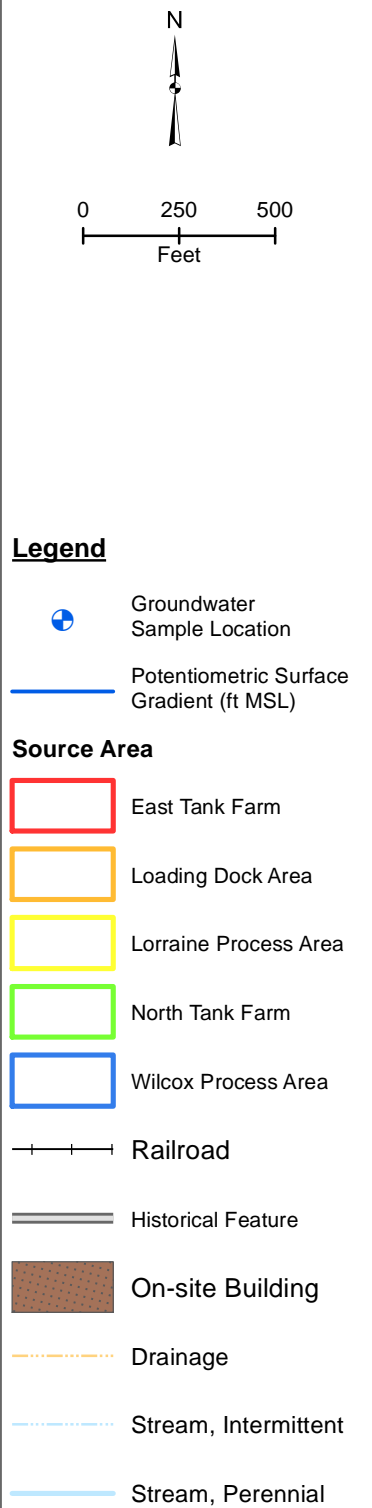 N
0 250 500
Feet
Legend
Groundwater
Sample Location
Potentiometric Surface
Gradient (ft MSL)
Source Area
East Tank Farm
Loading Dock Area
Lorraine Process Area
North Tank Farm
Wilcox Process Area
Railroad
Historical Feature
On-site Building
Drainage
Stream, Intermittent
Stream, Perennial